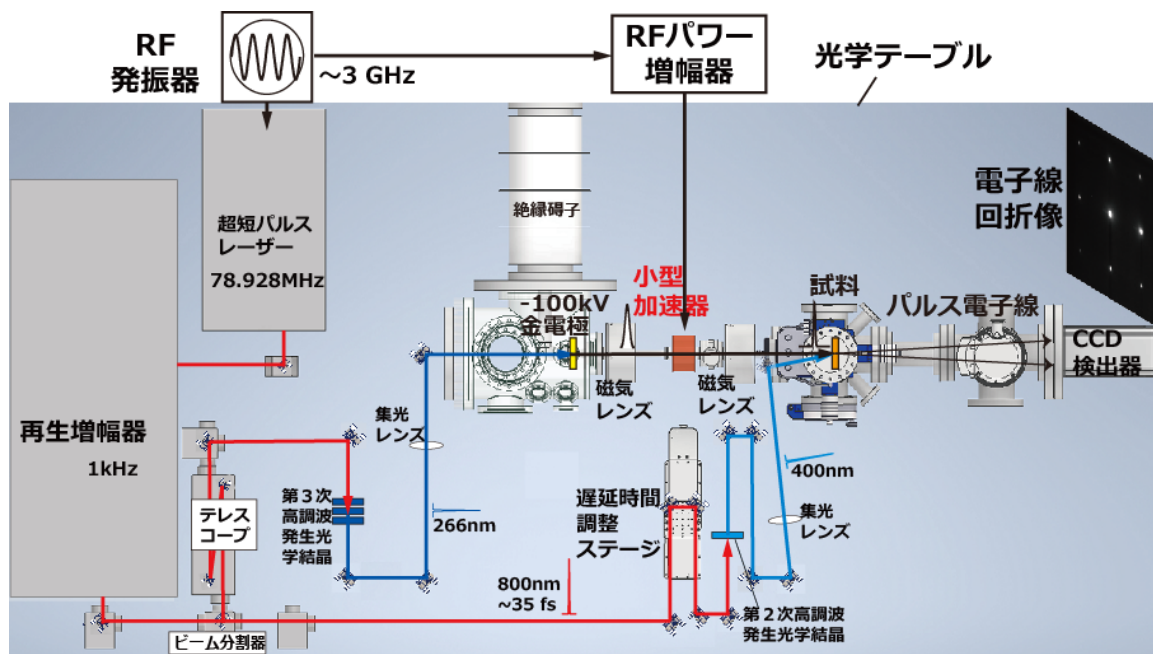 RF
発振器
～3 GHz
RFパワー
増幅器
光学テーブル
超短パルス
レーザー
78.928MHz
絶縁碍子
電子線
回折像
-100kV
金電極
小型
加速器
試料
パルス電子線
CCD
検出器
磁気
レンズ
磁気
レンズ
再生増幅器
1kHz
集光
レンズ
400nm
テレス
コープ
第３次
高調波
発生光
学結晶
266nm
遅延時間
調整
ステージ
集光
レンズ
800nm
~35 fs
第２次高調波
発生光学結晶
ビーム分割器